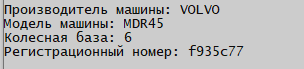 Производитель машины: VOLVO
Модель машины: MDR45
Колесная база: 6
Регистрационный номер: f935c77